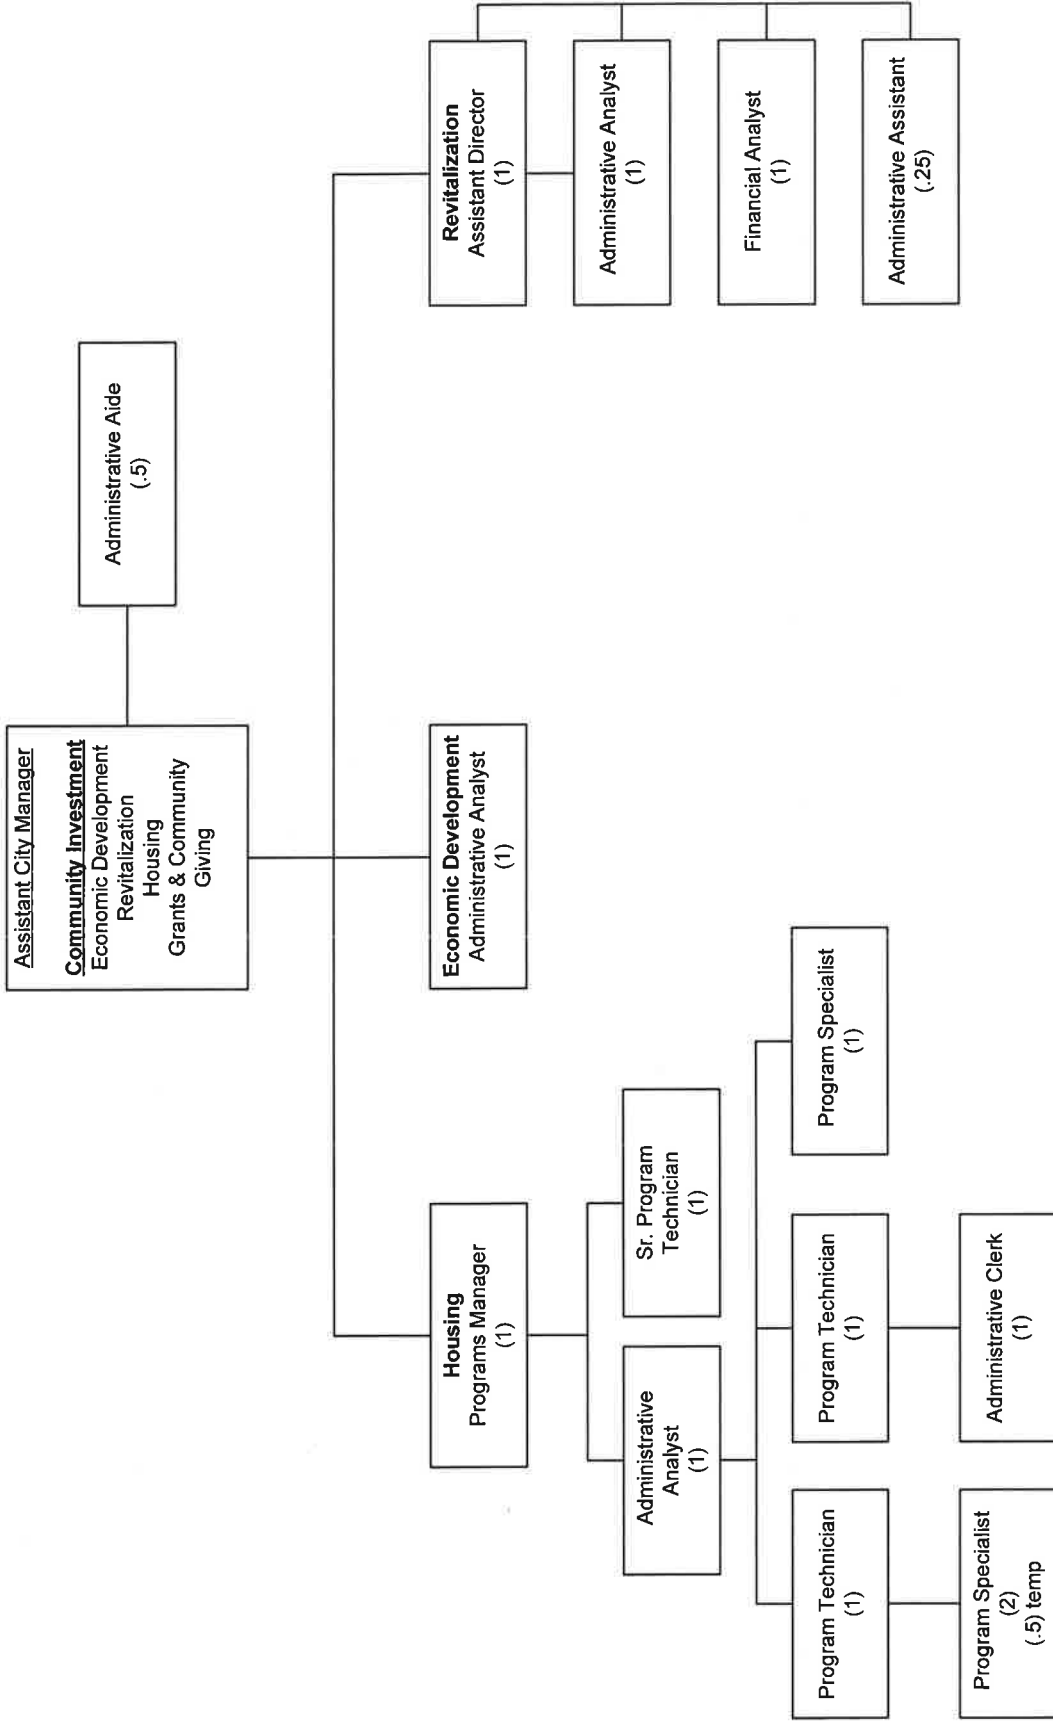 Assistant City Manager
Community Investment
Economic Development
Revitalization
Housing
Grants & Community
Giving
Administrative Aide
(.5)
Housing
Programs Manager
(1)
Economic Development
Administrative Analyst
(1)
Revitalization
Assistant Director
(1)
Administrative
Analyst
(1)
Sr. Program
Technician
(1)
Administrative Analyst
(1)
Program Technician
(1)
Program Technician
(1)
Program Specialist
(1)
Financial Analyst
(1)
Program Specialist
(2)
(.5) temp
Administrative Clerk
(1)
Administrative Assistant
(.25)